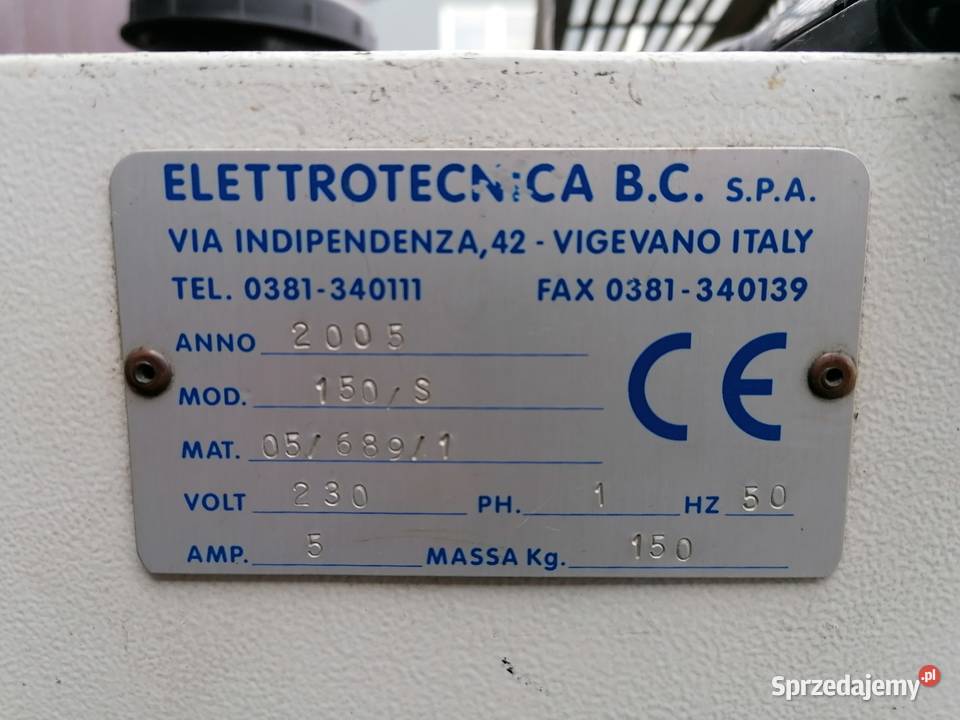 ELETTROTECNICA B.C. S.P.A.
VIA INDIPENDENZA, 42 - VIGEVANO ITALY
TEL. 0381-340111 FAX 0381-340139
ANNO 2005
MOD. 150/S
CE
MAT. 05/689/1
VOLT 230 PH. 1 HZ 50
AMP. 5 MASSA Kg. 150
Sprzedajemy.pl